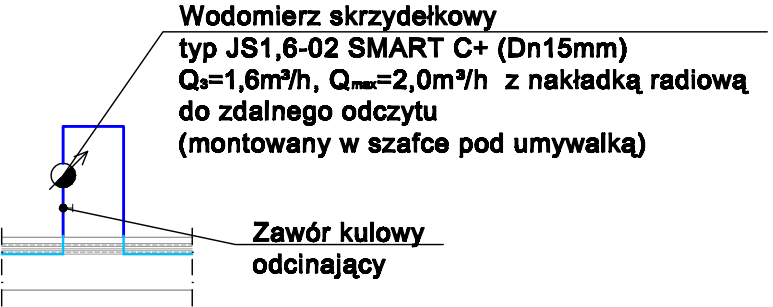 Wodomierz skrzydełkowy
typ JS1,6-02 SMART C+ (Dn15mm)
Q₃=1,6m³/h, Qmax=2,0m³/h z nakładką radiową
do zdalnego odczytu
(montowany w szafce pod umywalką)
Zawór kulowy
odcinający